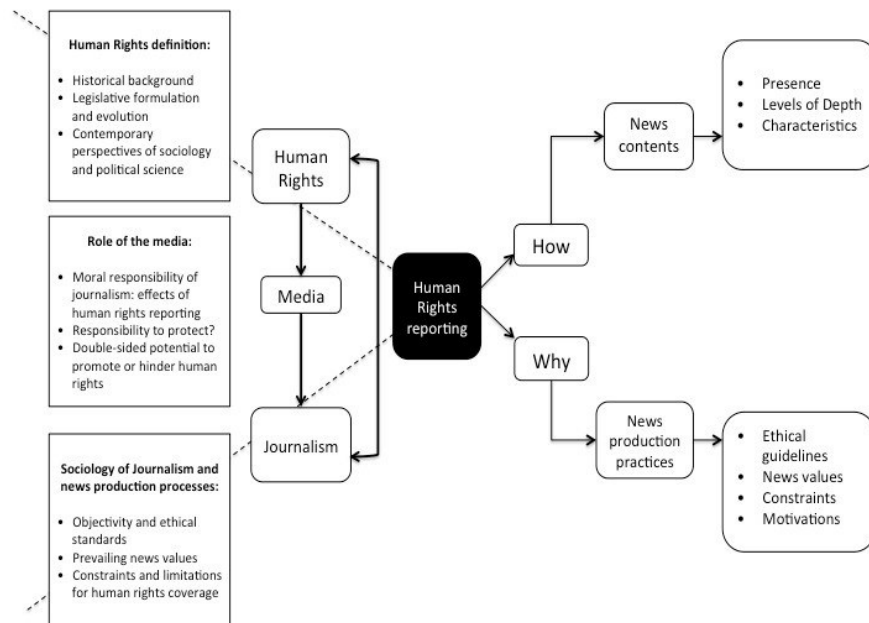 Human Rights definition:
• Historical background
• Legislative formulation
and evolution
• Contemporary
perspectives of sociology
and political science
Role of the media:
• Moral responsibility of
journalism: effects of
human rights reporting
• Responsibility to protect?
• Double-sided potential to
promote or hinder human
rights
Sociology of Journalism and
news production processes:
• Objectivity and ethical
standards
• Prevailing news values
• Constraints and limitations
for human rights coverage
Human
Rights
Media
Journalism
Human
Rights
reporting
How
Why
News
contents
News
production
practices
• Presence
• Levels of Depth
• Characteristics
• Ethical
guidelines
• News values
• Constraints
• Motivations